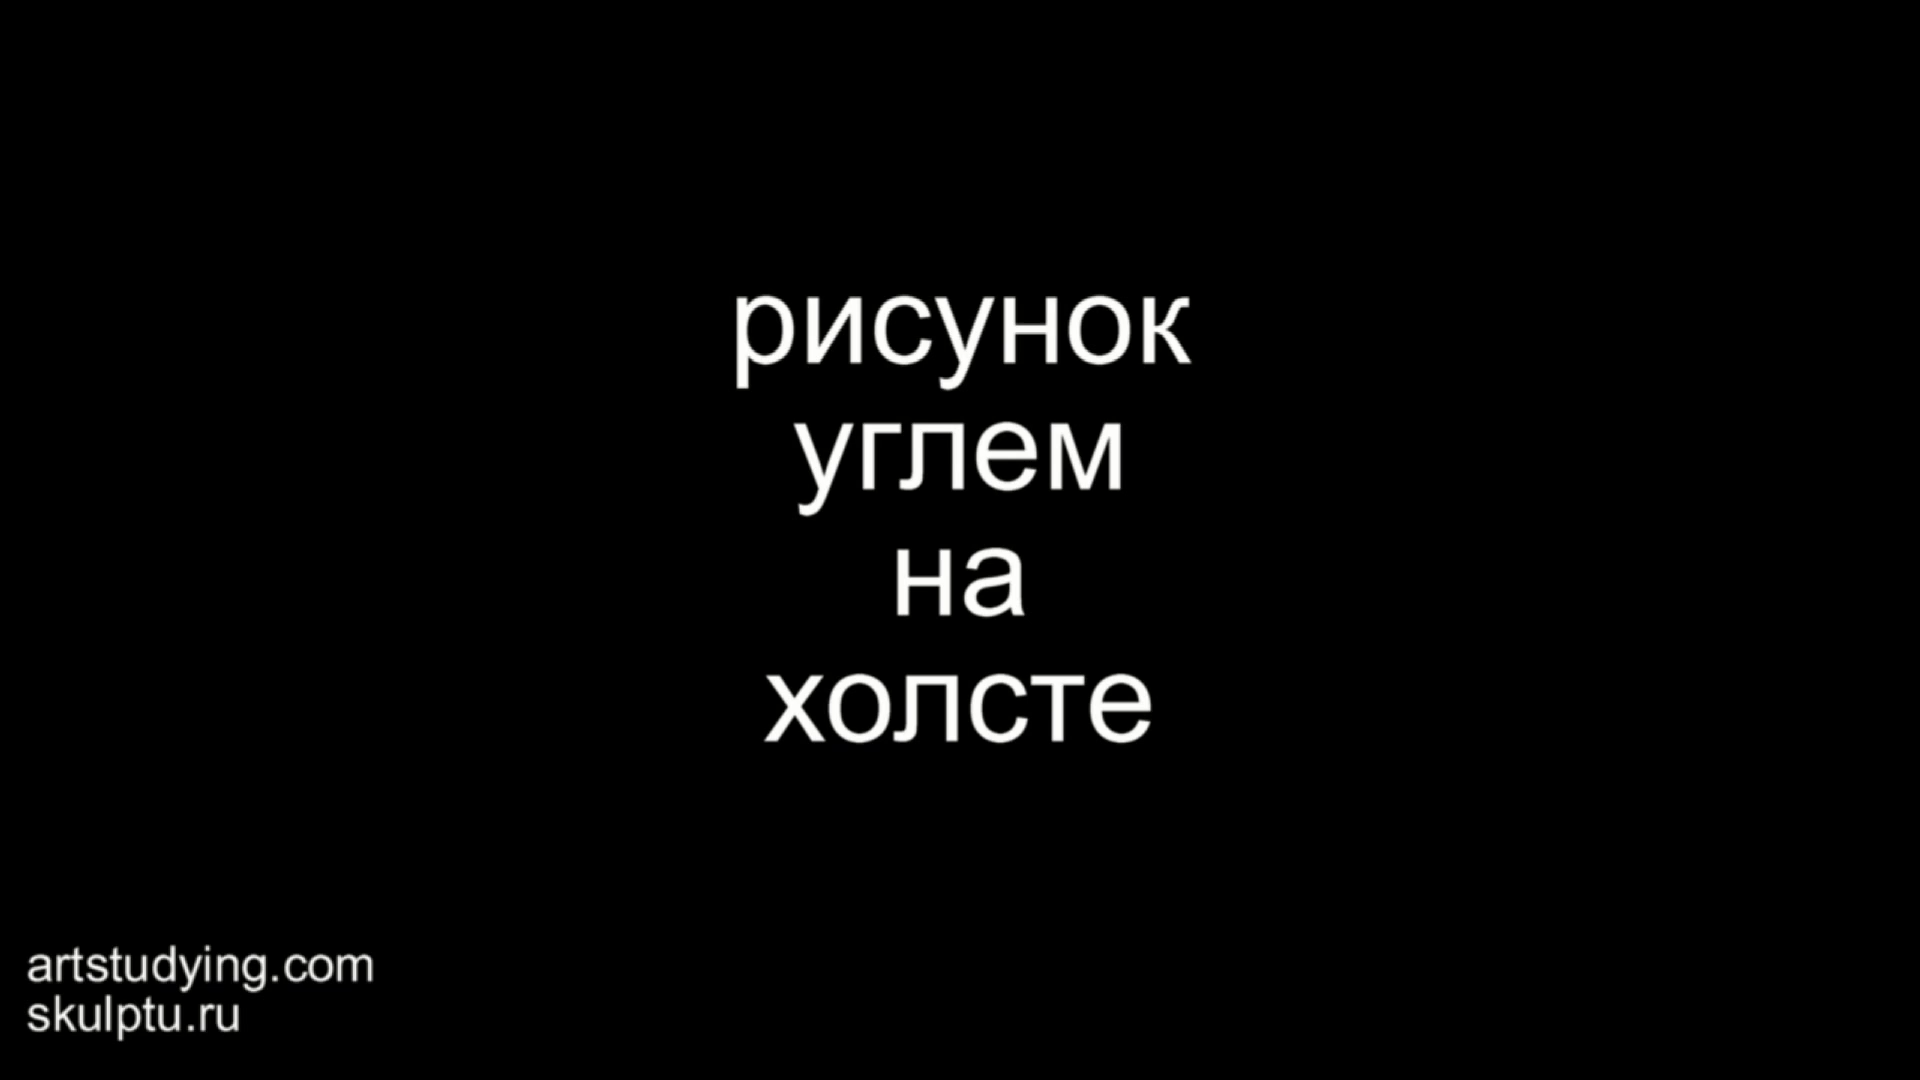 рисунок
углем
на
холсте
artstudying.com
skulptu.ru